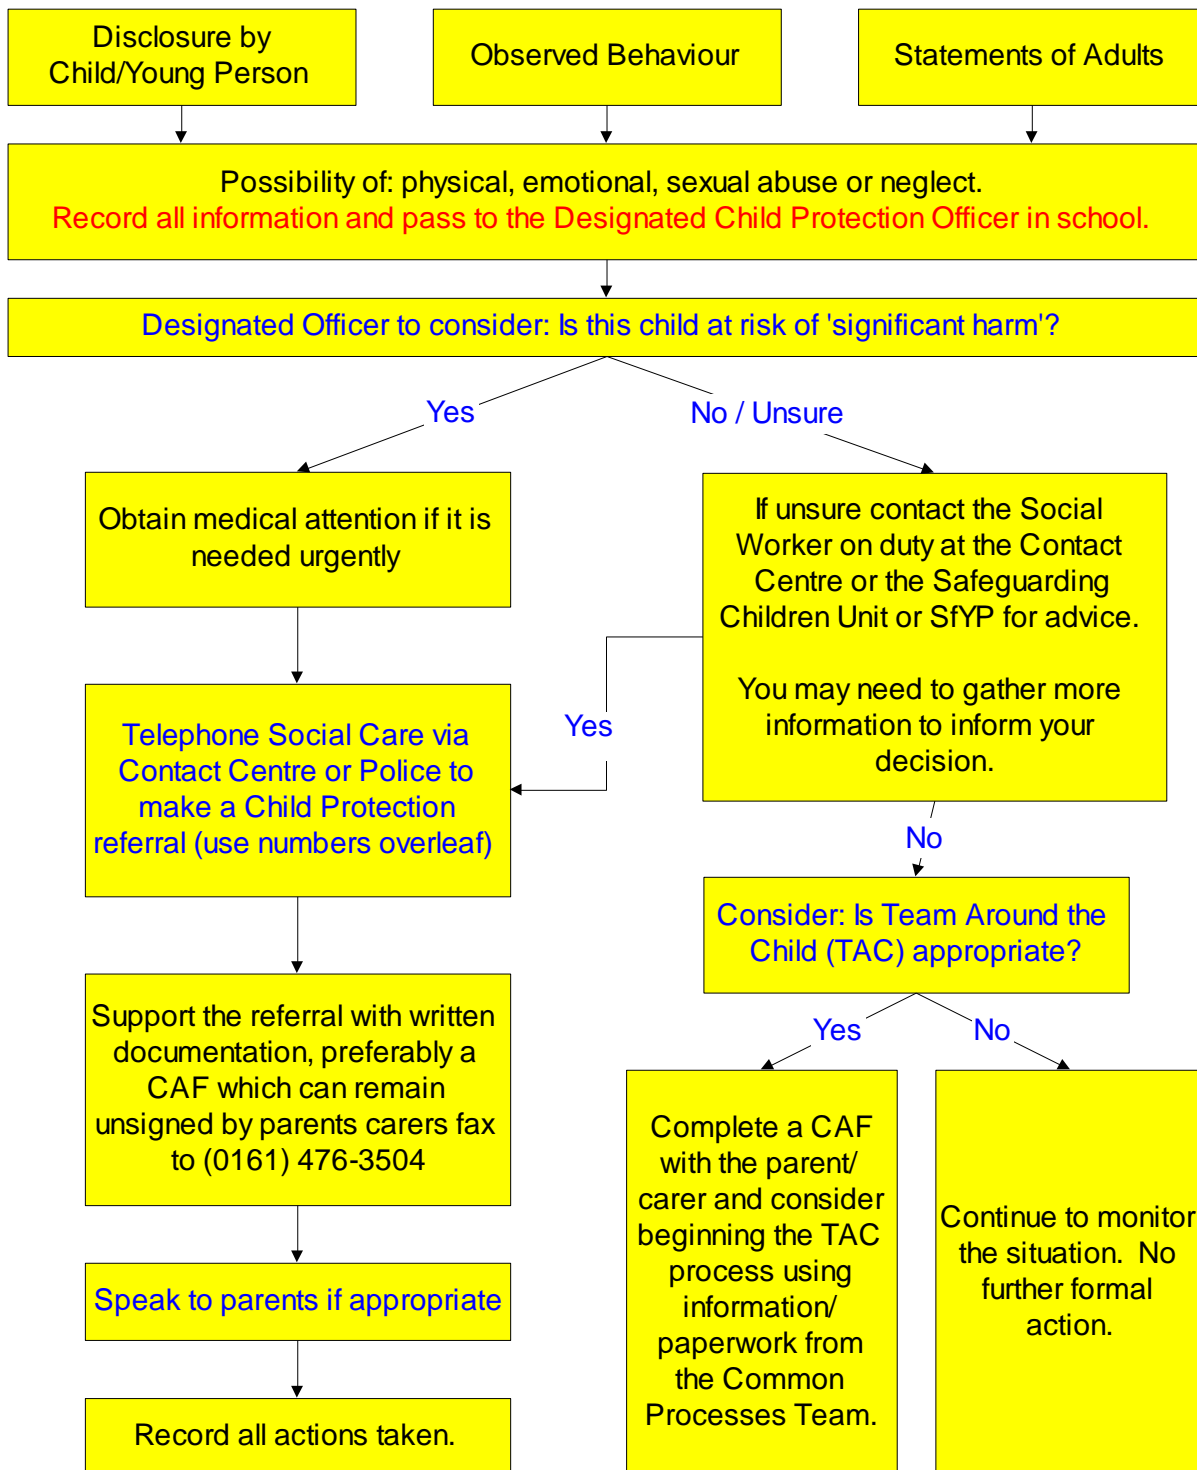 Disclosure by
Child/Young Person
Observed Behaviour
Statements of Adults
Possibility of: physical, emotional, sexual abuse or neglect.
Record all information and pass to the Designated Child Protection Officer in school.
Designated Officer to consider: Is this child at risk of 'significant harm'?
Yes
No / Unsure
Obtain medical attention if it is
needed urgently
If unsure contact the Social
Worker on duty at the Contact
Centre or the Safeguarding
Children Unit or SfYP for advice.
You may need to gather more
information to inform your
decision.
Yes
Telephone Social Care via
Contact Centre or Police to
make a Child Protection
referral (use numbers overleaf)
No
Consider: Is Team Around the
Child (TAC) appropriate?
Support the referral with written
documentation, preferably a
CAF which can remain
unsigned by parents carers fax
to (0161) 476-3504
Yes
No
Complete a CAF
with the parent/
carer and consider
beginning the TAC
process using
information/
paperwork from
the Common
Processes Team.
Continue to monitor
the situation.  No
further formal
action.
Speak to parents if appropriate
Record all actions taken.